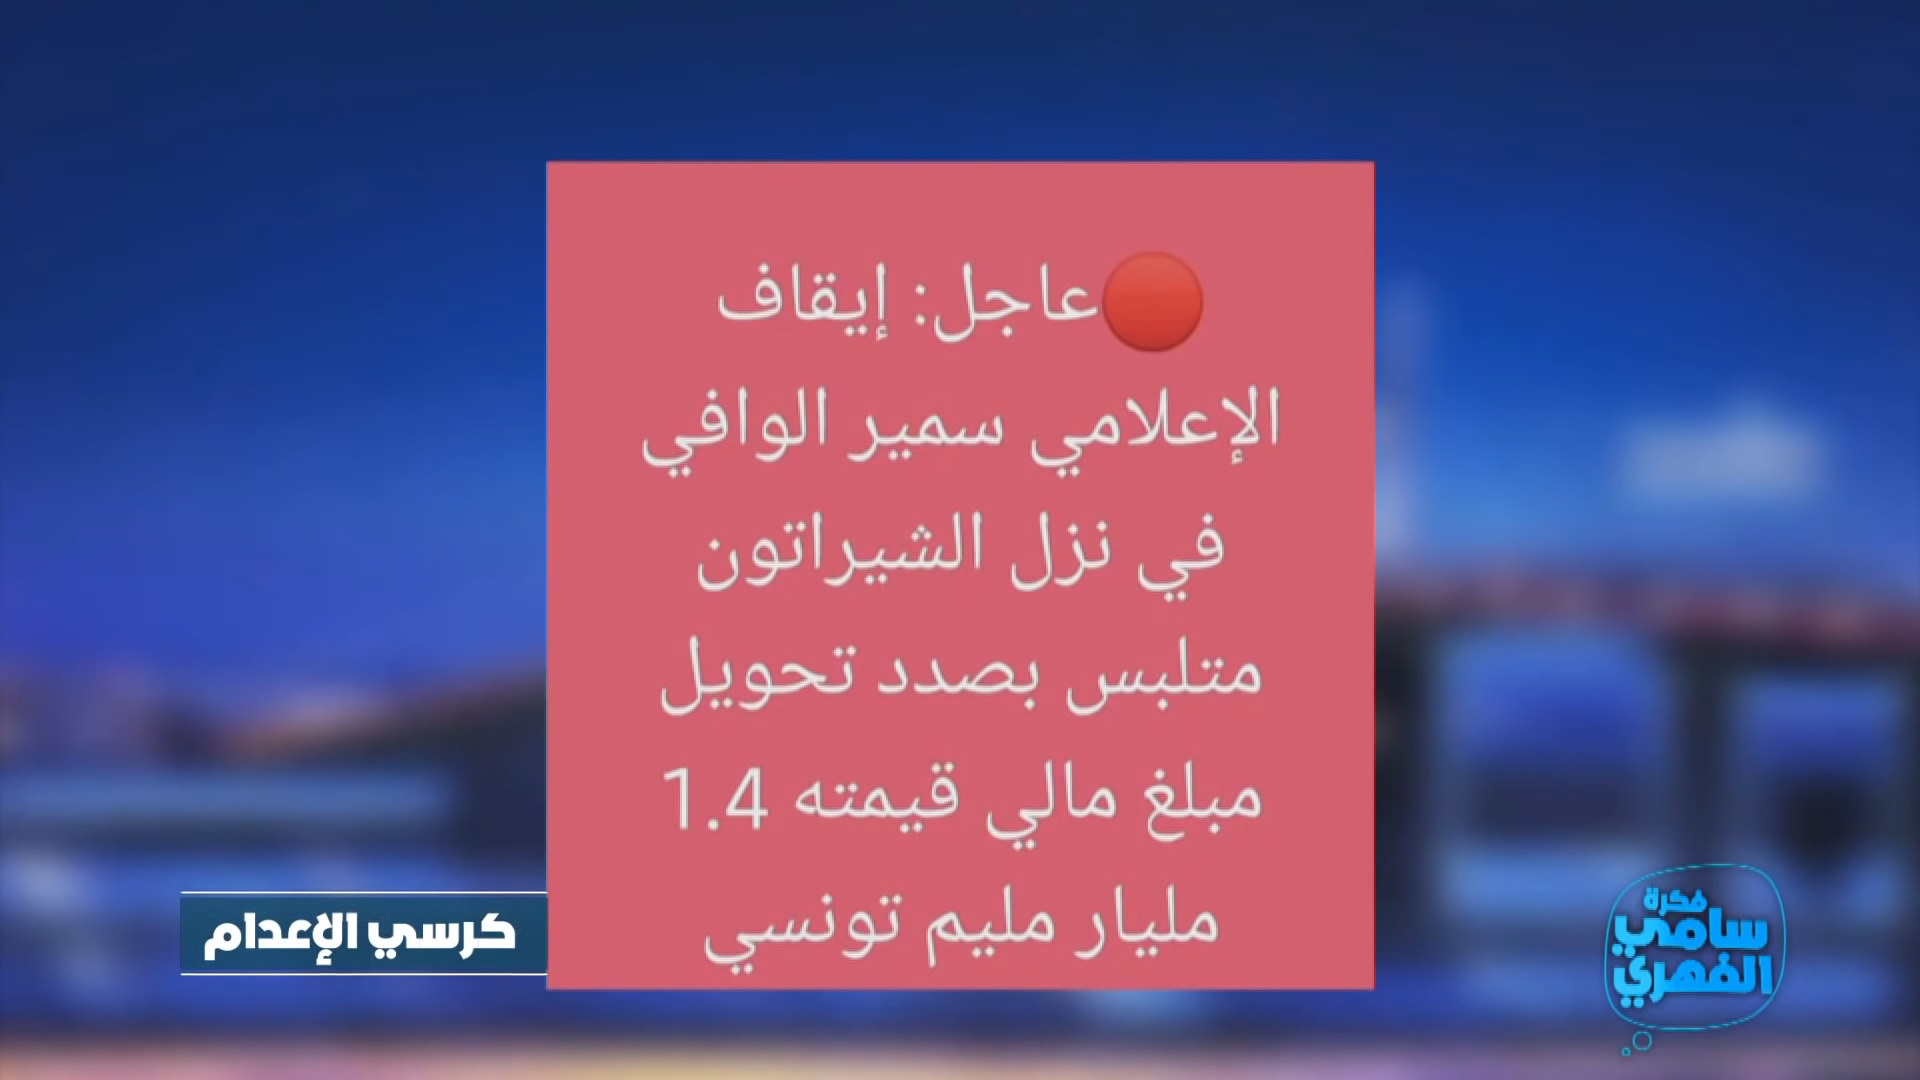 🔴عاجل: إيقاف
الإعلامي سمير الوافي
في نزل الشيراتون
متلبس بصدد تحويل
مبلغ مالي قيمته 1.4
مليار مليم تونسي
كرسي الإعدام
فكرة
سامي
الفهري